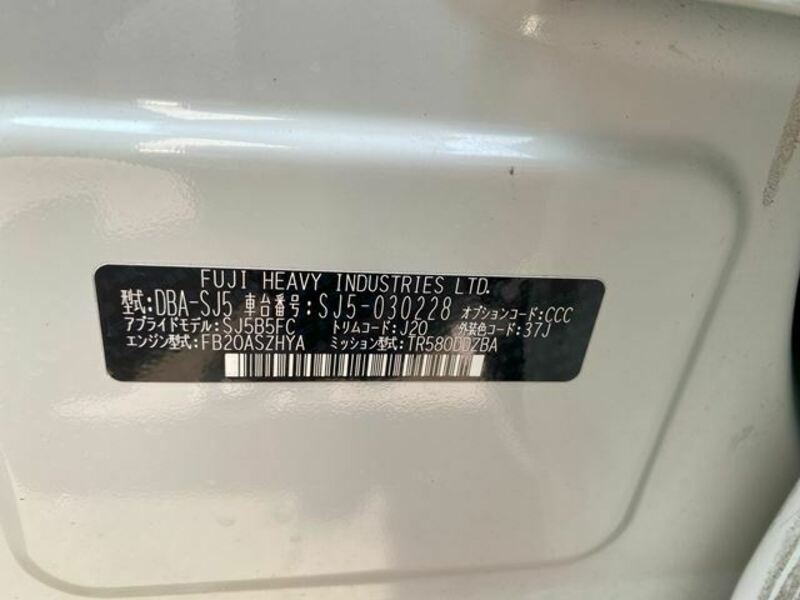 FUJI HEAVY INDUSTRIES LTD.
型式:DBA-SJ5 車台番号:SJ5-030228 オプションコード:CCC
アプライドモデル:SJ5B5FC トリムコード:J20 外装色コード:37J
エンジン型式:FB20ASZHYA ミッション型式:TR580DDZBA